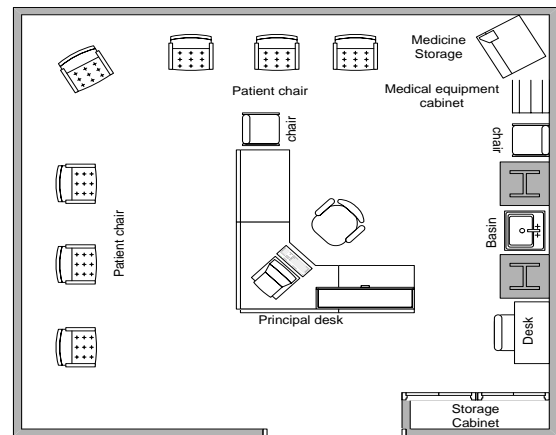 Medicine
Storage
Patient chair
Medical equipment
cabinet
chair
chair
Patient chair
Basin
Principal desk
Desk
Storage
Cabinet